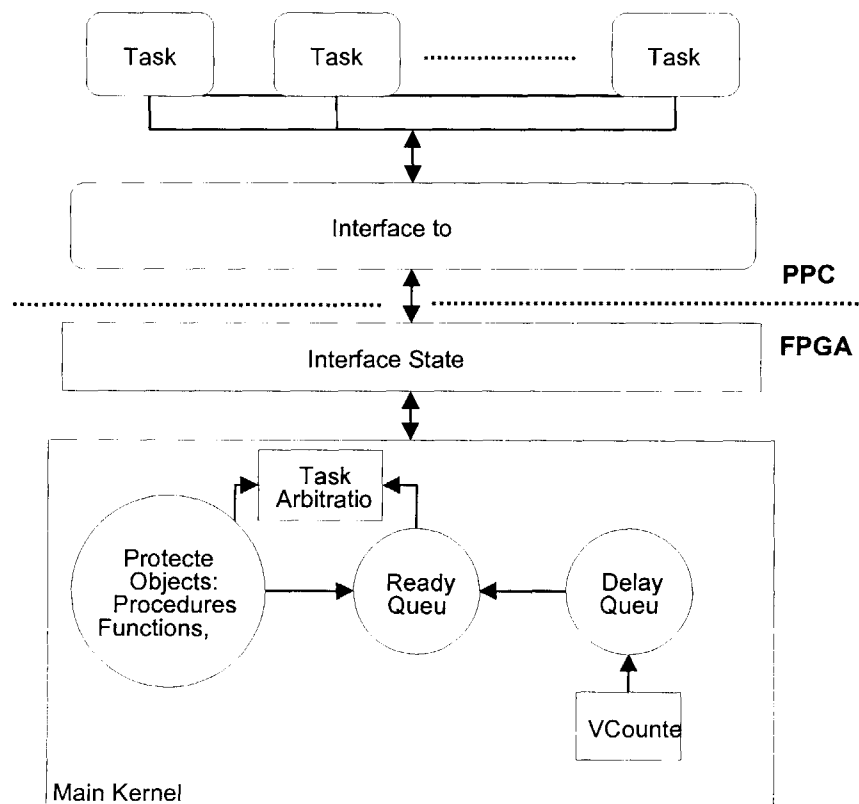 Task
Task
Task
Interface to
PPC
FPGA
Interface State
Task
Arbitratio
Protecte
Objects:
Procedures
Functions,
Ready
Queu
Delay
Queu
VCounte
Main Kernel